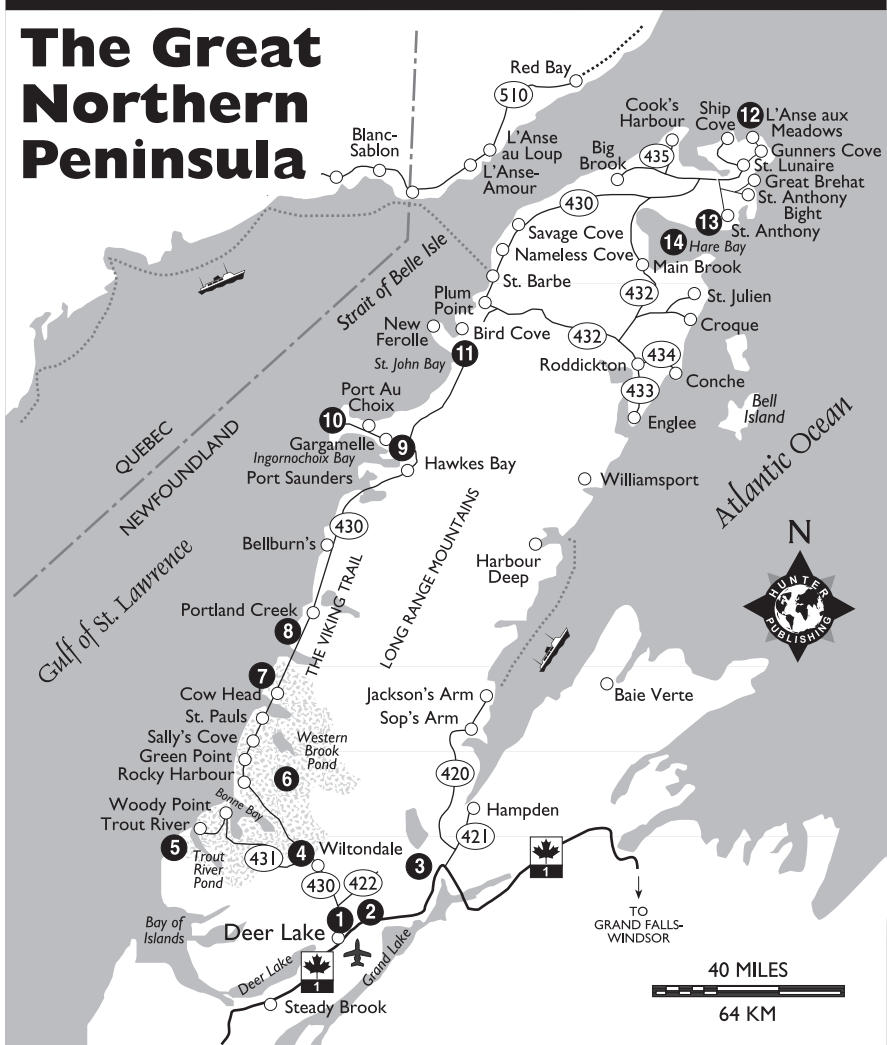 The Great
Northern
Peninsula
Red Bay
510
Blanc-
Sablon
L'Anse
au Loup
L'Anse-
Amour
Cook's
Harbour
Ship
Cove
12
L'Anse aux
Meadows
Big
Brook
435
Gunners Cove
St. Lunaire
Great Brehat
St. Anthony
Bight
430
13
St. Anthony
Savage Cove
14
Hare Bay
Nameless Cove
Main Brook
Strait of Belle Isle
St. Barbe
432
St. Julien
Plum
Point
New
Ferolle
Bird Cove
432
Croque
11
St. John Bay
Roddickton
434
Conche
433
Port Au
Choix
10
Bell
Island
Englee
Gargamelle
9
Ingornochoix Bay
Hawkes Bay
Port Saunders
QUEBEC
NEWFOUNDLAND
Atlantic Ocean
Williamsport
430
Bellburn's
LONG RANGE MOUNTAINS
Harbour
Deep
N
HUNTER
PUBLISHING
Gulf of St. Lawrence
THE VIKING TRAIL
Portland Creek
8
7
Cow Head
Jackson's Arm
Baie Verte
St. Pauls
Sop's Arm
Sally's Cove
Western
Brook
Pond
Green Point
Rocky Harbour
6
420
Bonne Bay
Woody Point
Hampden
Trout River
421
5
431
4
Wiltondale
3
1
Trout
River
Pond
430
422
Bay of
Islands
1
2
TO
GRAND FALLS-
WINDSOR
Deer Lake
Deer Lake
Grand Lake
1
Steady Brook
40 MILES
64 KM